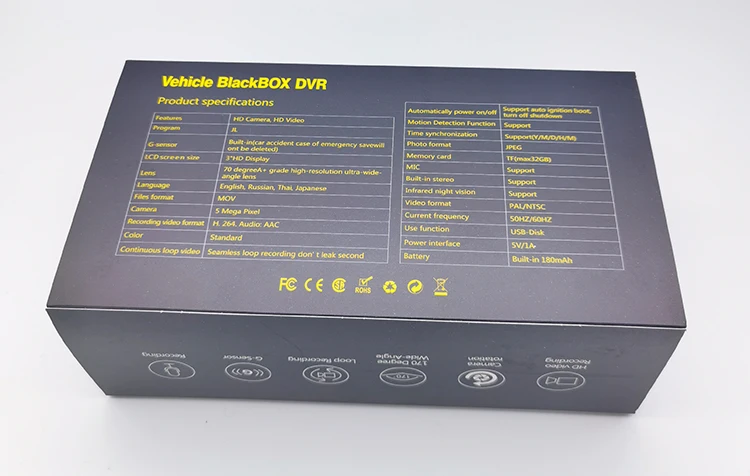 Vehicle BlackBOX DVR
Product specifications
Features HD Camera, HD Video
Program JL
G-sensor Built-in(car accident case of emergency savewill
ont be deleted)
LCD screen size 3"HD Display
Lens 70 degreeA+ grade high-resolution ultra-wide-
angle lens
Language English, Russian, Thai, Japanese
Files format MOV
Camera 5 Mega Pixel
Recording video format H. 264, Audio: AAC
Color Standard
Continuous loop video Seamless loop recording don't leak second
Automatically power on/off Support auto ignition boot,
turn off shutdown
Motion Detection Function Support
Time synchronization Support(Y/M/D/H/M)
Photo format JPEG
Memory card TF(max32GB)
MIC Support
Built-in stereo Support
Infrared night vision Support
Video format PAL/NTSC
Current frequency 50HZ/60HZ
Use function USB-Disk
Power interface 5V/1A
Battery Built-in 180mAh
FC CE ROHS
Recording
G-Sensor
Loop Recording
170 Degree
Wide-Angle
170°
Camera
rotation
HD video
Recording